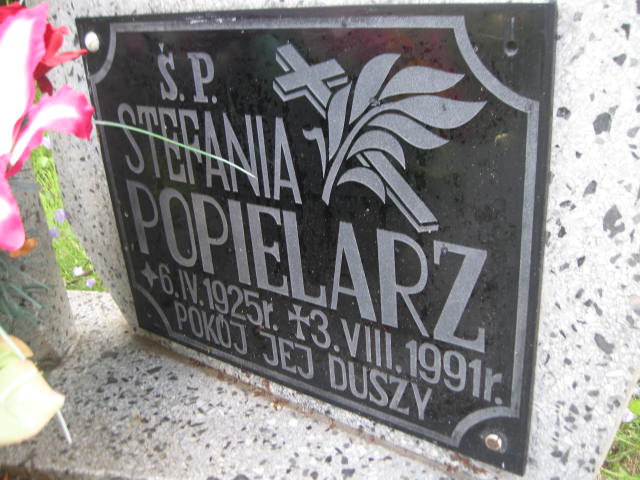 Ś.P.
STEFANIA
POPIELARZ
★6.IV.1925r. ✝3.VIII.1991r.
POKÓJ JEJ DUSZY